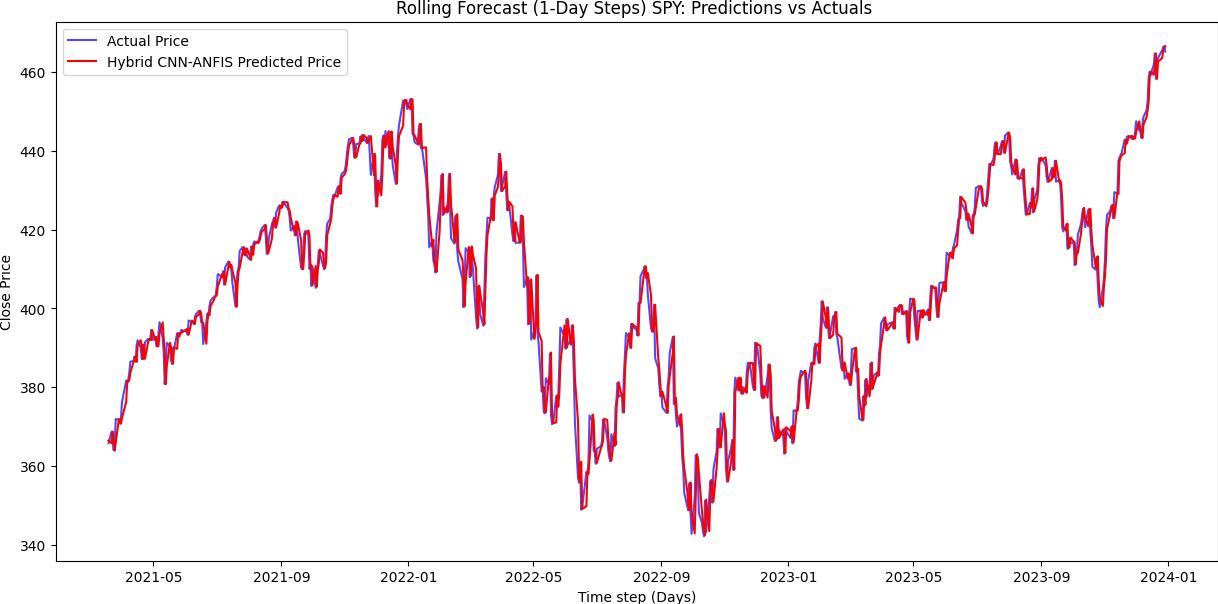 Rolling Forecast (1-Day Steps) SPY: Predictions vs Actuals
Actual Price
Hybrid CNN-ANFIS Predicted Price
Close Price
460
440
420
400
380
360
340
2021-05 2021-09 2022-01 2022-05 2022-09 2023-01 2023-05 2023-09 2024-01
Time step (Days)